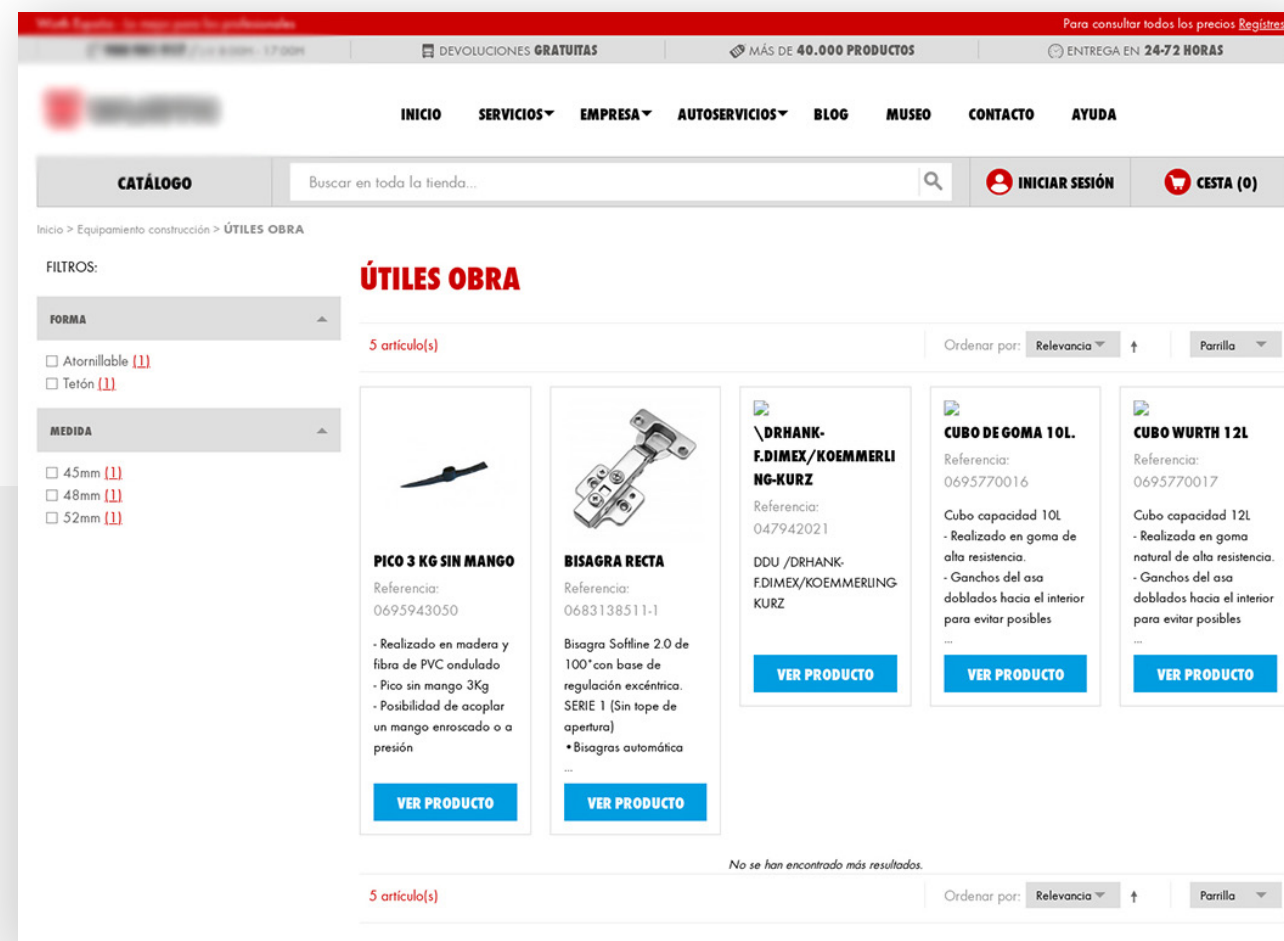 Para consultar todos los precios Regístres
DEVOLUCIONES GRATUITAS
MÁS DE 40.000 PRODUCTOS
ENTREGA EN 24-72 HORAS
INICIO SERVICIOS EMPRESA AUTOSERVICIOS BLOG MUSEO CONTACTO AYUDA
CATÁLOGO
Buscar en toda la tienda...
INICIAR SESIÓN
CESTA (0)
Inicio > Equipamiento construcción > ÚTILES OBRA
FILTROS:
FORMA
Atornillable (1)
Tetón (1)
MEDIDA
45mm (1)
48mm (1)
52mm (1)
ÚTILES OBRA
5 artículo(s)
Ordenar por: Relevancia
Parrilla
PICO 3 KG SIN MANGO
Referencia:
0695943050
- Realizado en madera y
fibra de PVC ondulado
- Pico sin mango 3Kg
- Posibilidad de acoplar
un mango enroscado o a
presión
VER PRODUCTO
BISAGRA RECTA
Referencia:
0683138511-1
Bisagra Softline 2.0 de
100°con base de
regulación excéntrica.
SERIE 1 (Sin tope de
apertura)
•Bisagras automática
...
VER PRODUCTO
\DRHANK-
F.DIMEX/KOEMMERLI
NG-KURZ
Referencia:
047942021
DDU /DRHANK-
F.DIMEX/KOEMMERLING-
KURZ
VER PRODUCTO
CUBO DE GOMA 10L.
Referencia:
0695770016
Cubo capacidad 10L
- Realizado en goma de
alta resistencia.
- Ganchos del asa
doblados hacia el interior
para evitar posibles
...
VER PRODUCTO
CUBO WURTH 12L
Referencia:
0695770017
Cubo capacidad 12L
- Realizada en goma
natural de alta resistencia.
- Ganchos del asa
doblados hacia el interior
para evitar posibles
...
VER PRODUCTO
No se han encontrado más resultados.
5 artículo(s)
Ordenar por: Relevancia
Parrilla